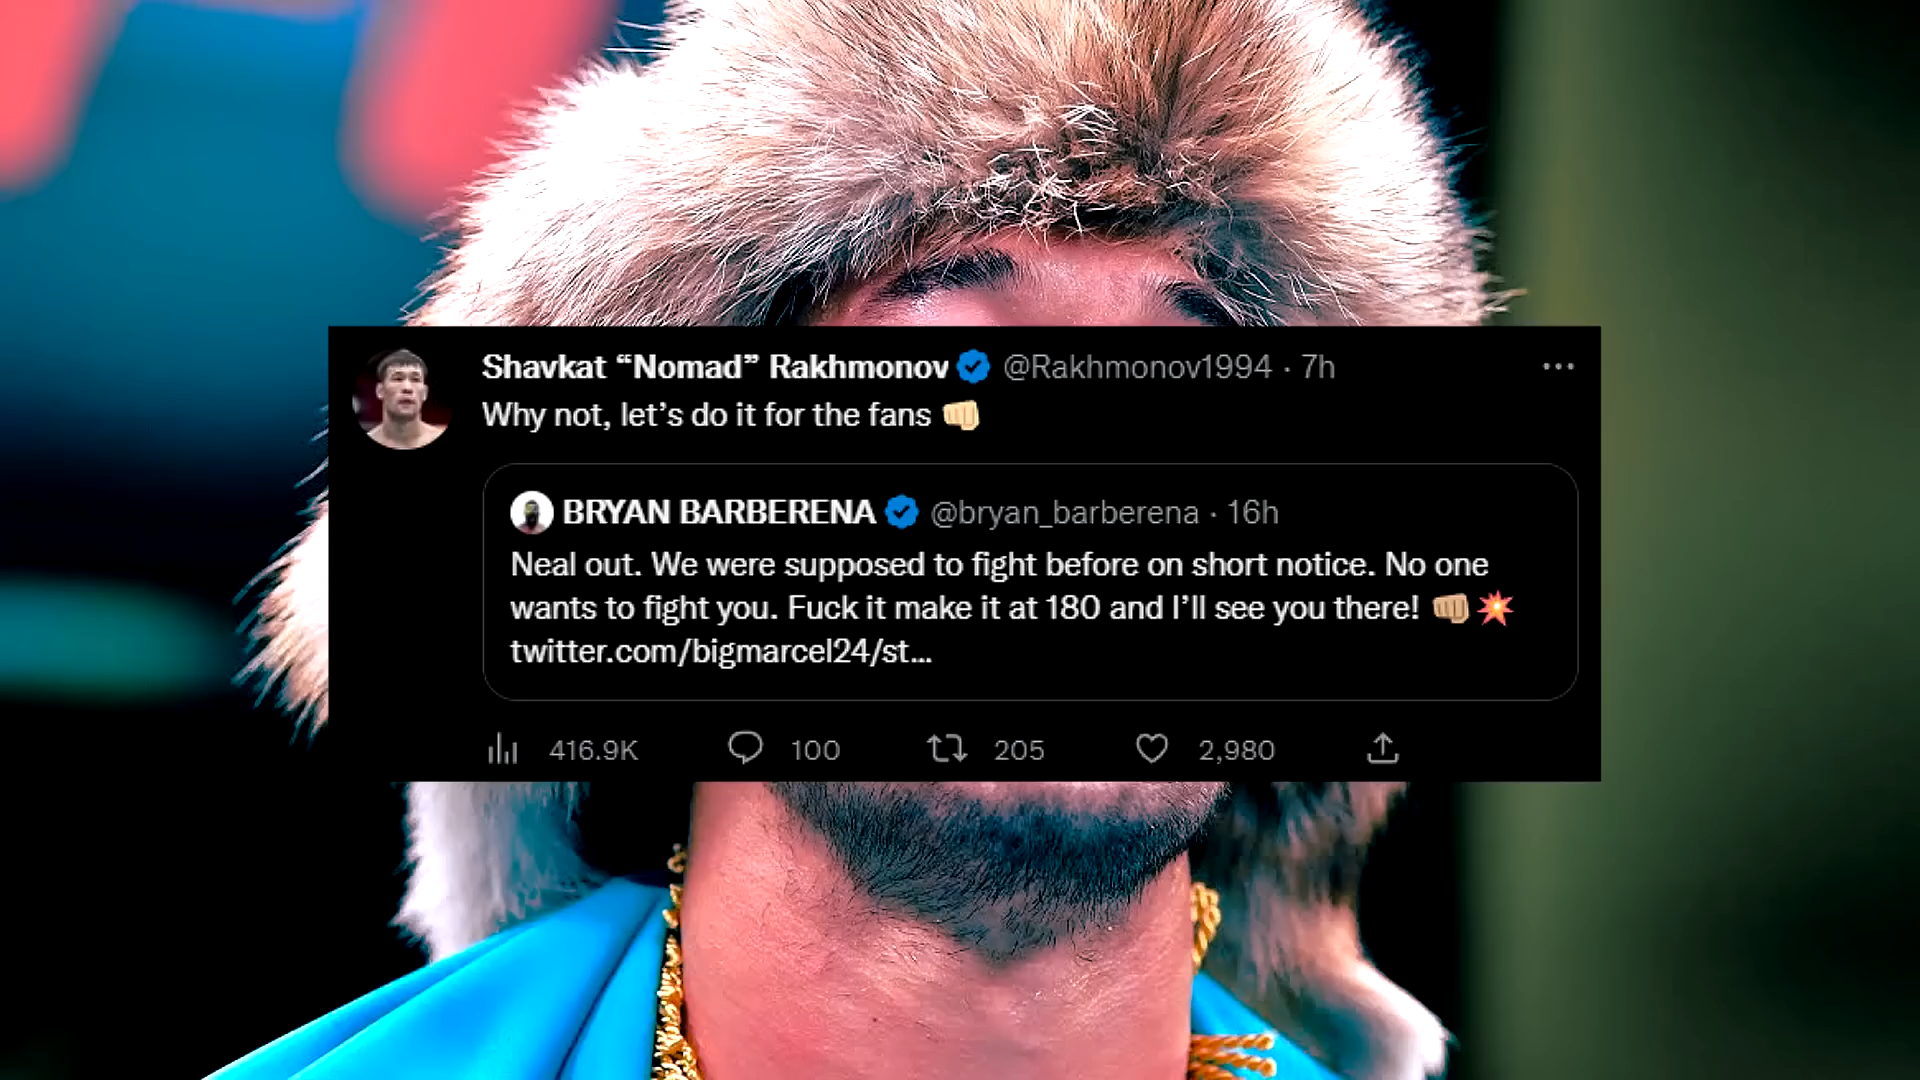 Shavkat “Nomad” Rakhmonov @Rakhmonov1994 · 7h
Why not, let’s do it for the fans 👊🏼
BRYAN BARBERENA @bryan_barberena · 16h
Neal out. We were supposed to fight before on short notice. No one
wants to fight you. Fuck it make it at 180 and I’ll see you there! 👊🏽💥
twitter.com/bigmarcel24/st...
416.9K 100 205 2,980